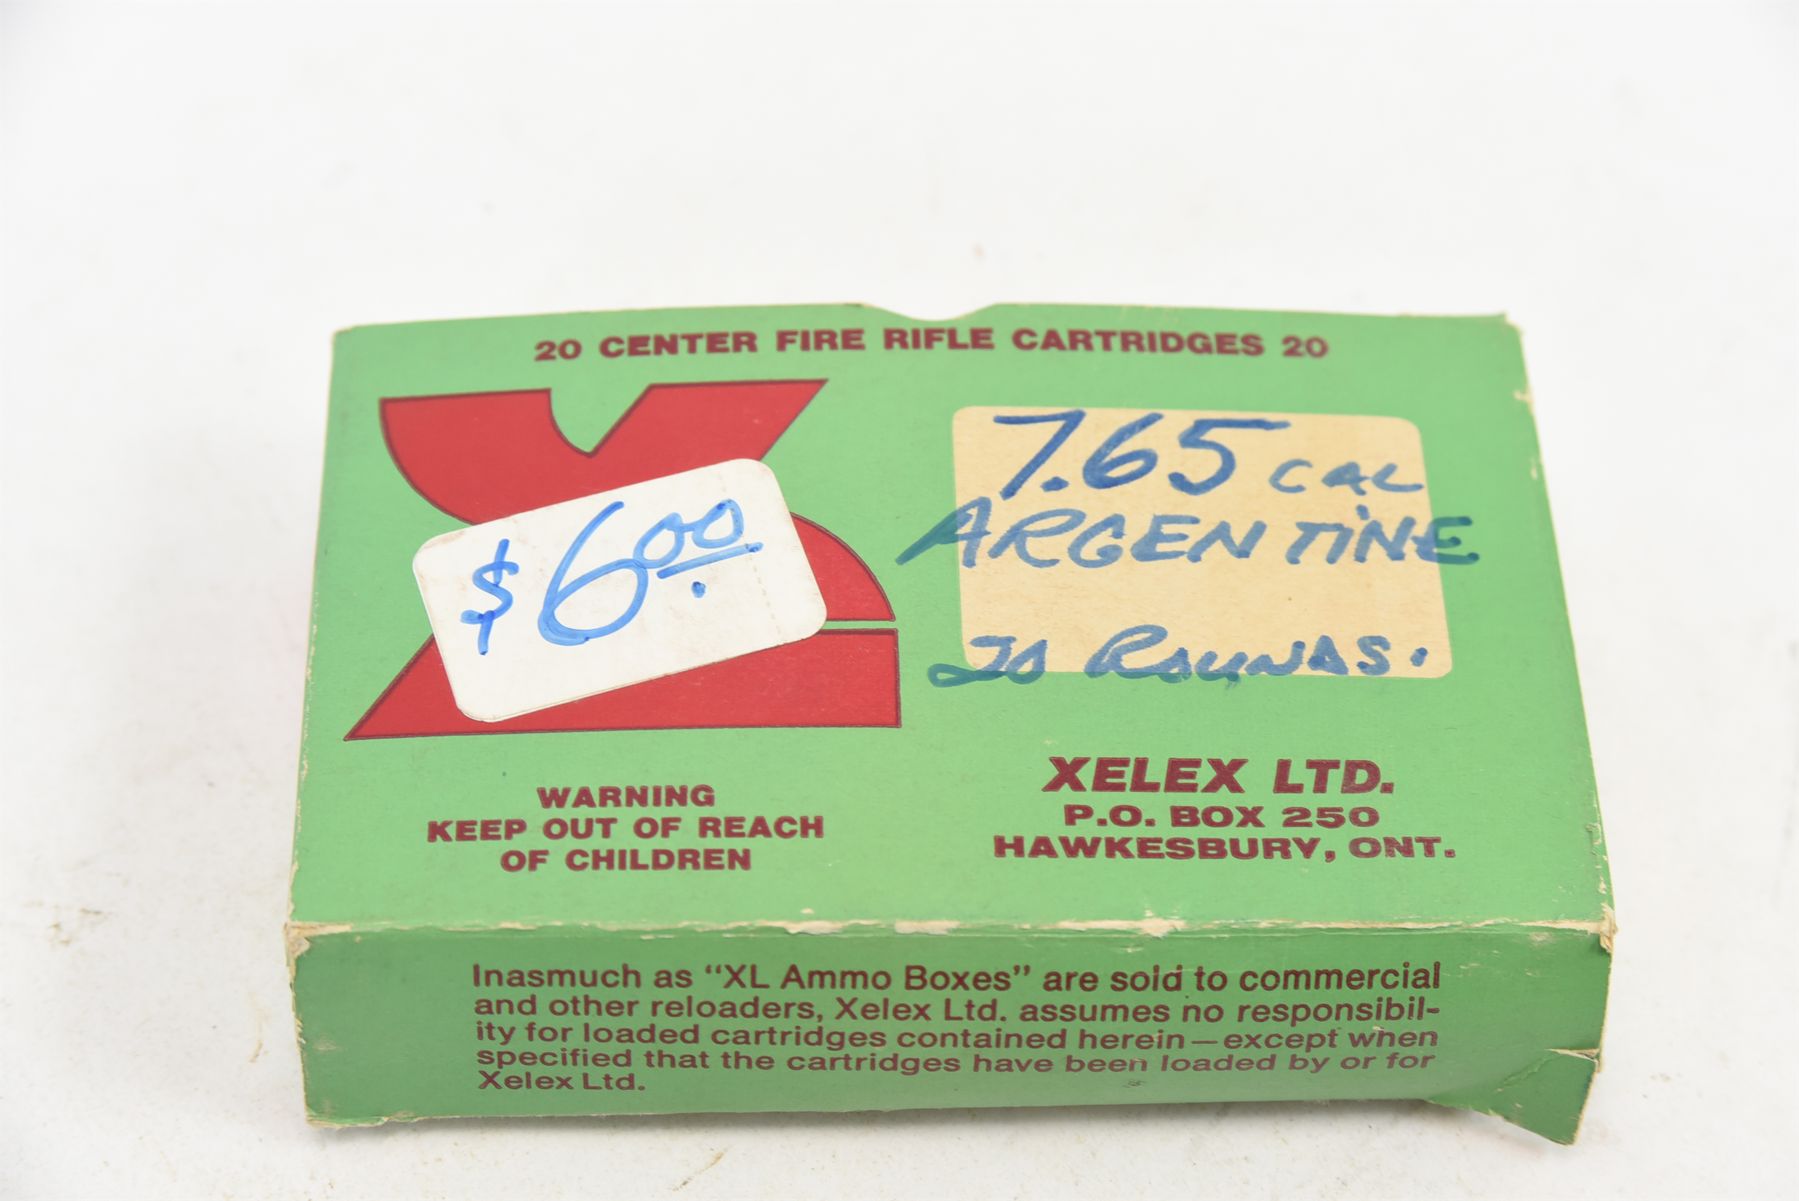 20 CENTER FIRE RIFLE CARTRIDGES 20
$6.00
7.65 CAL
ARGENTINE
20 ROUNDS.
WARNING
KEEP OUT OF REACH
OF CHILDREN
XELEX LTD.
P.O. BOX 250
HAWKESBURY, ONT.
Inasmuch as “XL Ammo Boxes” are sold to commercial
and other reloaders, Xelex Ltd. assumes no responsibil-
ity for loaded cartridges contained herein—except when
specified that the cartridges have been loaded by or for
Xelex Ltd.